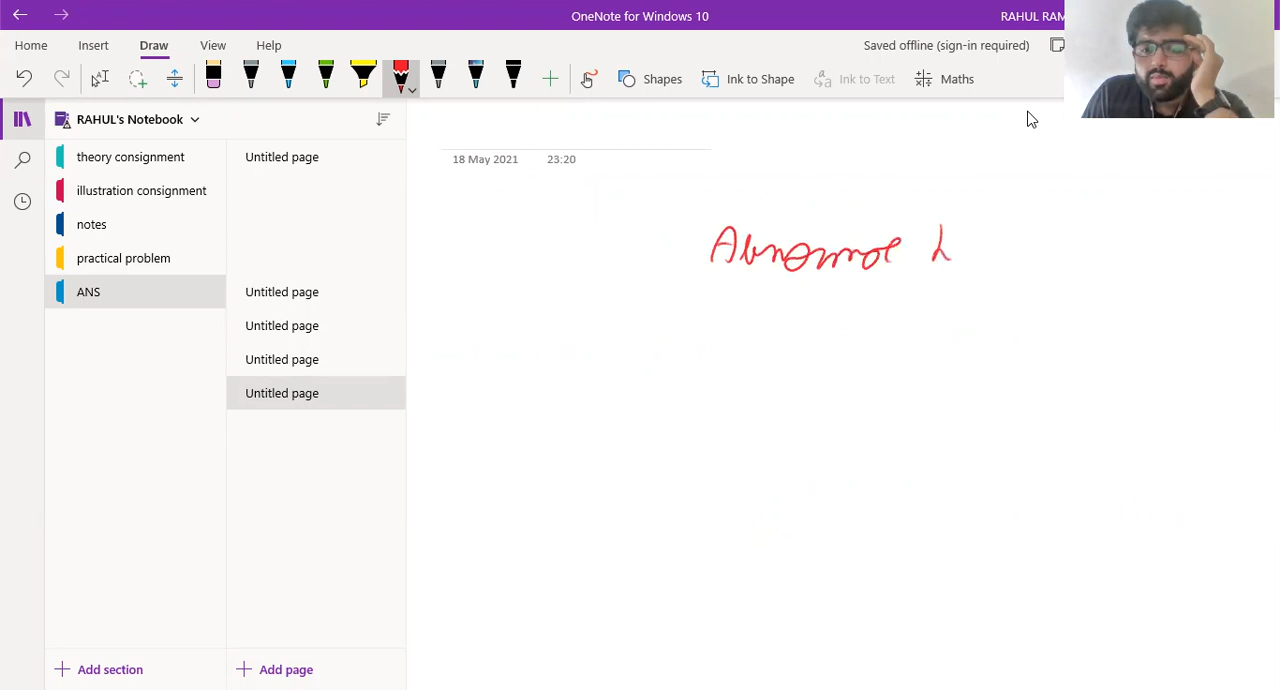 OneNote for Windows 10
RAHUL RAM
Home Insert Draw View Help
Saved offline (sign-in required)
Shapes Ink to Shape Ink to Text Maths
RAHUL's Notebook
theory consignment
illustration consignment
notes
practical problem
ANS
Untitled page
Untitled page
Untitled page
Untitled page
Untitled page
18 May 2021 23:20
Abnormal L
Add section
Add page